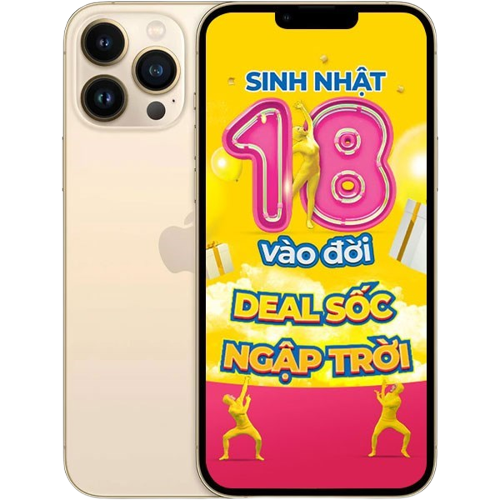 SINH NHẬT
18
vào đời
DEAL SỐC
NGẬP TRỜI